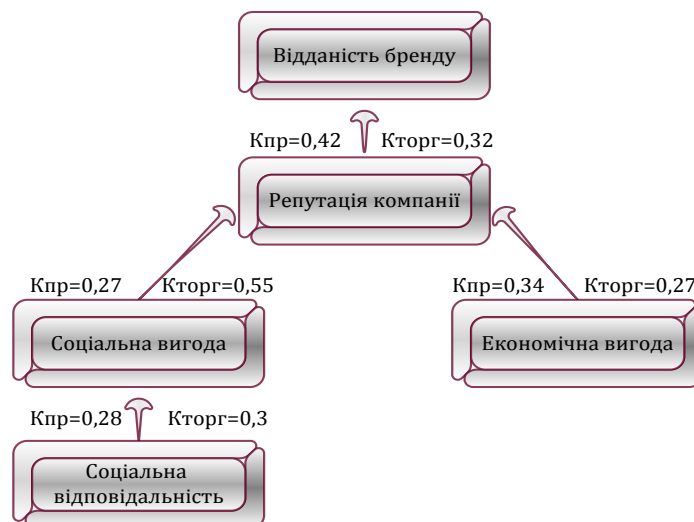 Відданість бренду
Кпр=0,42 Кторг=0,32
Репутація компанії
Кпр=0,27 Кторг=0,55
Кпр=0,34 Кторг=0,27
Соціальна вигода
Економічна вигода
Кпр=0,28 Кторг=0,3
Соціальна
відповідальність